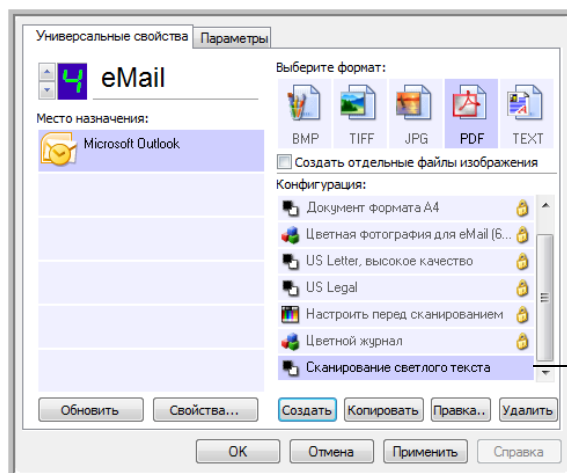 Универсальные свойства Параметры
4 eMail
Место назначения:
Microsoft Outlook
Выберите формат:
BMP TIFF JPG PDF TEXT
Создать отдельные файлы изображения
Конфигурация:
Документ формата A4
Цветная фотография для eMail (6...
US Letter, высокое качество
US Legal
Настроить перед сканированием
Цветной журнал
Сканирование светлого текста
Обновить Свойства... Создать Копировать Правка.. Удалить
OK Отмена Применить Справка